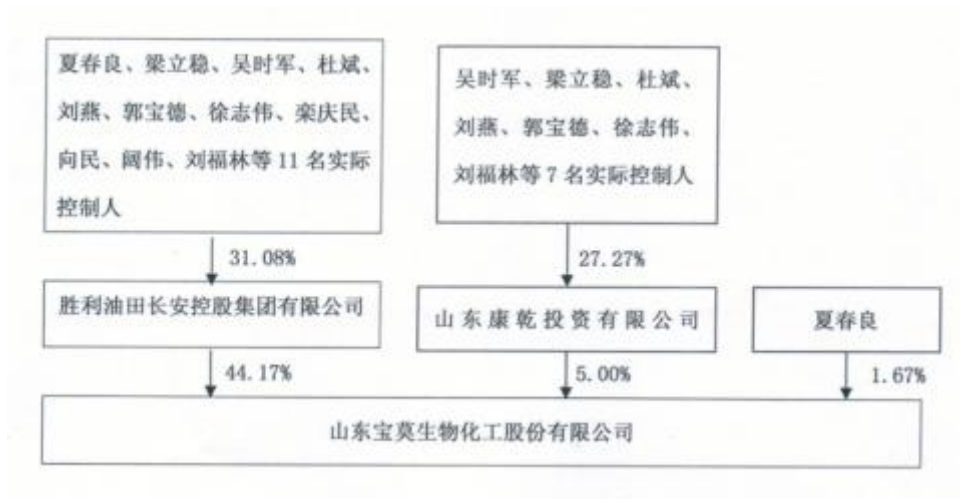 夏春良、梁立稳、吴时军、杜斌、
刘燕、郭宝德、徐志伟、栾庆民、
向民、阚伟、刘福林等 11 名实际
控制人
吴时军、梁立稳、杜斌、
刘燕、郭宝德、徐志伟、
刘福林等 7 名实际控制人
31.08%
27.27%
胜利油田长安控股集团有限公司
山东康乾投资有限公司
夏春良
44.17%
5.00%
1.67%
山东宝莫生物化工股份有限公司